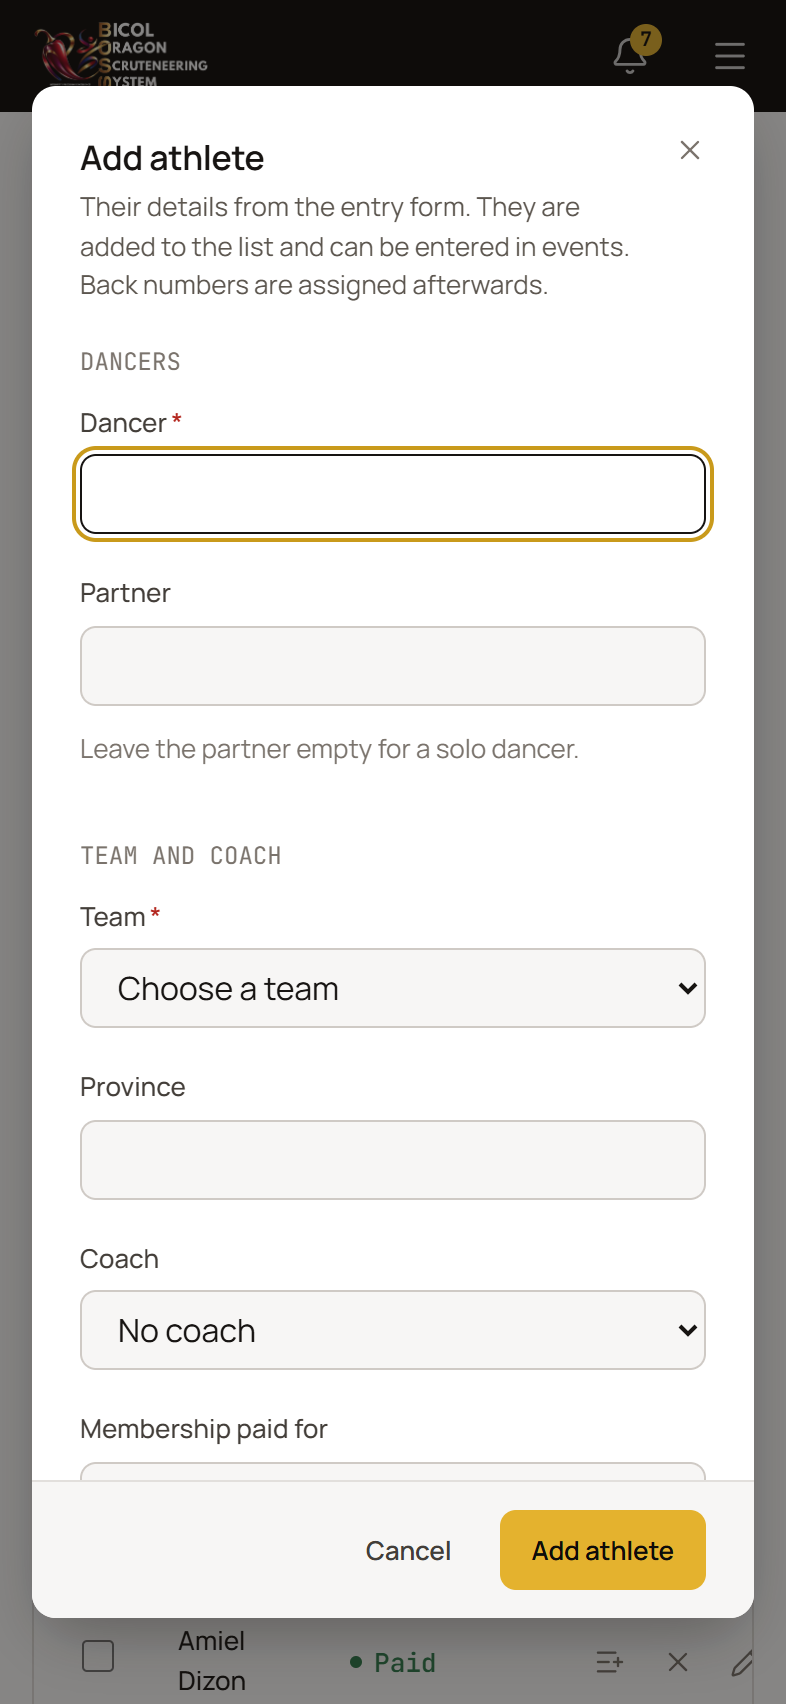 BICOL
DRAGON
SCRUTENEERING
SYSTEM
7
Add athlete
Their details from the entry form. They are
added to the list and can be entered in events.
Back numbers are assigned afterwards.
DANCERS
Dancer *
Partner
Leave the partner empty for a solo dancer.
TEAM AND COACH
Team *
Choose a team
Province
Coach
No coach
Membership paid for
Cancel
Add athlete
Amiel
Dizon
Paid